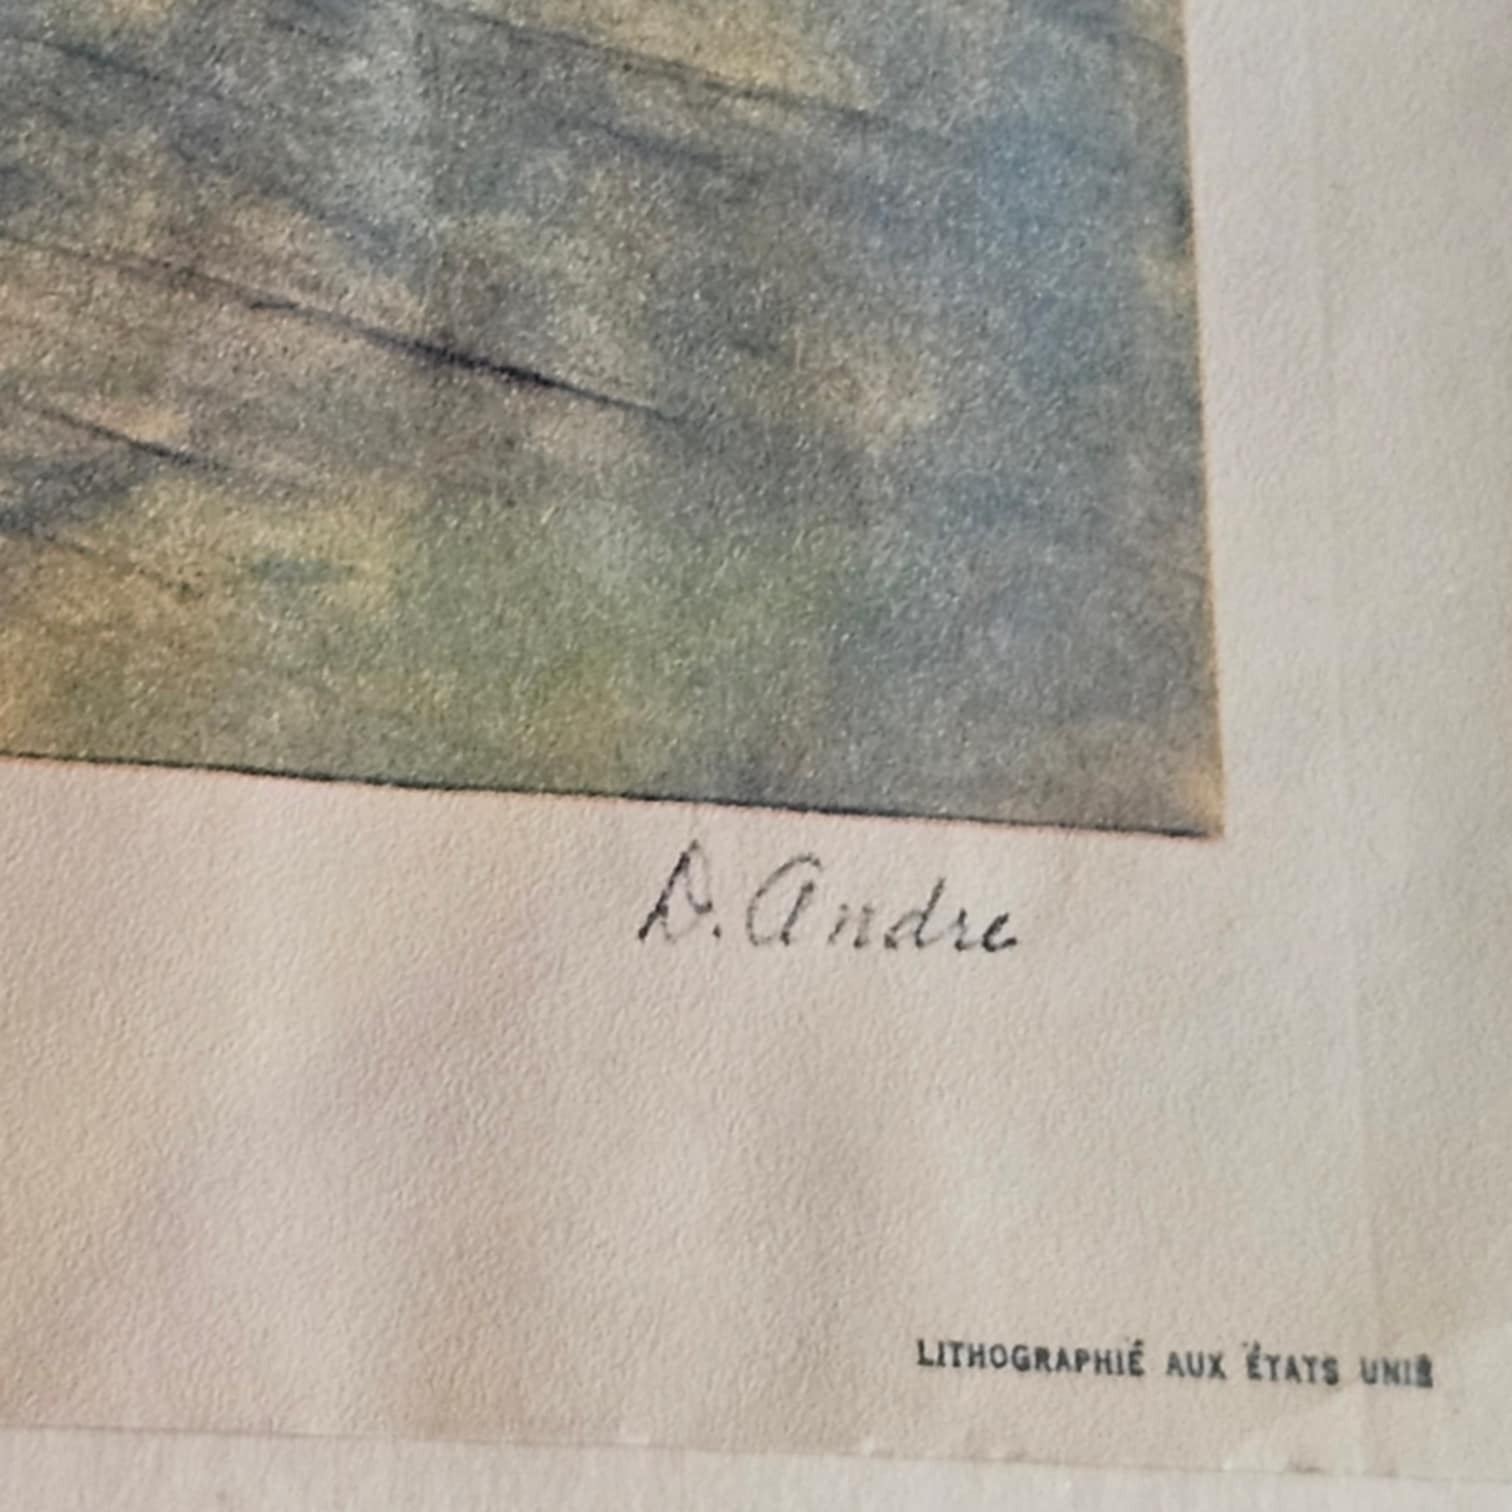 D. Andre
LITHOGRAPHIÉ AUX ÉTATS UNIS